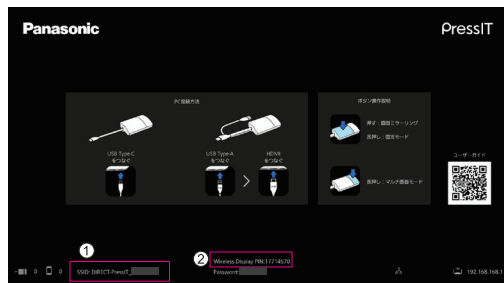 Panasonic
PressIT
PC接続方法
USB Type-C
をつなぐ
USB Type-A
をつなぐ
HDMI
をつなぐ
ボタン操作説明
押す：画面ミラーリング
長押し：固定モード
長押し：マルチ画面モード
ユーザーガイド
① ②
0 0
SSID: DIRECT-PressIT_
Wireless Display PIN:17714570
Password:
192.168.168.1